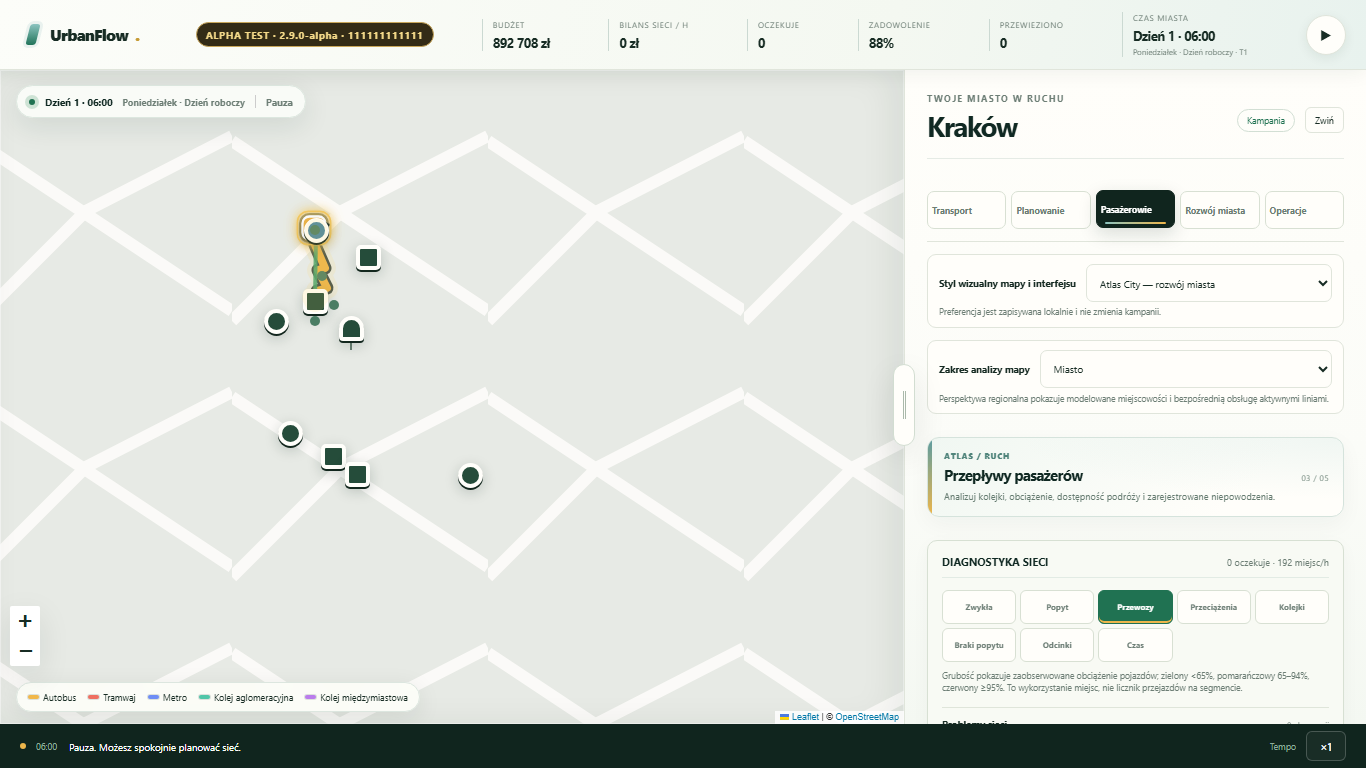 UrbanFlow .
ALPHA TEST · 2.9.0-alpha · 111111111111
BUDŻET
892 708 zł
BILANS SIECI / H
0 zł
OCZEKUJE
0
ZADOWOLENIE
88%
PRZEWIEZIONO
0
CZAS MIASTA
Dzień 1 · 06:00
Poniedziałek · Dzień roboczy · T1
Dzień 1 · 06:00 Poniedziałek · Dzień roboczy Pauza
TWOJE MIASTO W RUCHU
Kraków
Kampania
Zwiń
Transport
Planowanie
Pasażerowie
Rozwój miasta
Operacje
Styl wizualny mapy i interfejsu
Atlas City — rozwój miasta
Preferencja jest zapisywana lokalnie i nie zmienia kampanii.
Zakres analizy mapy
Miasto
Perspektywa regionalna pokazuje modelowane miejscowości i bezpośrednią obsługę aktywnymi liniami.
ATLAS / RUCH
Przepływy pasażerów
03 / 05
Analizuj kolejki, obciążenie, dostępność podróży i zarejestrowane niepowodzenia.
DIAGNOSTYKA SIECI
0 oczekuje · 192 miejsc/h
Zwykła
Popyt
Przewozy
Przeciążenia
Kolejki
Braki popytu
Odcinki
Czas
Grubość pokazuje zaobserwowane obciążenie pojazdów; zielony <65%, pomarańczowy 65–94%,
czerwony ≥95%. To wykorzystanie miejsc, nie licznik przejazdów na segmencie.
+
−
Autobus
Tramwaj
Metro
Kolej aglomeracyjna
Kolej międzymiastowa
Leaflet | © OpenStreetMap
06:00 Pauza. Możesz spokojnie planować sieć.
Tempo
×1